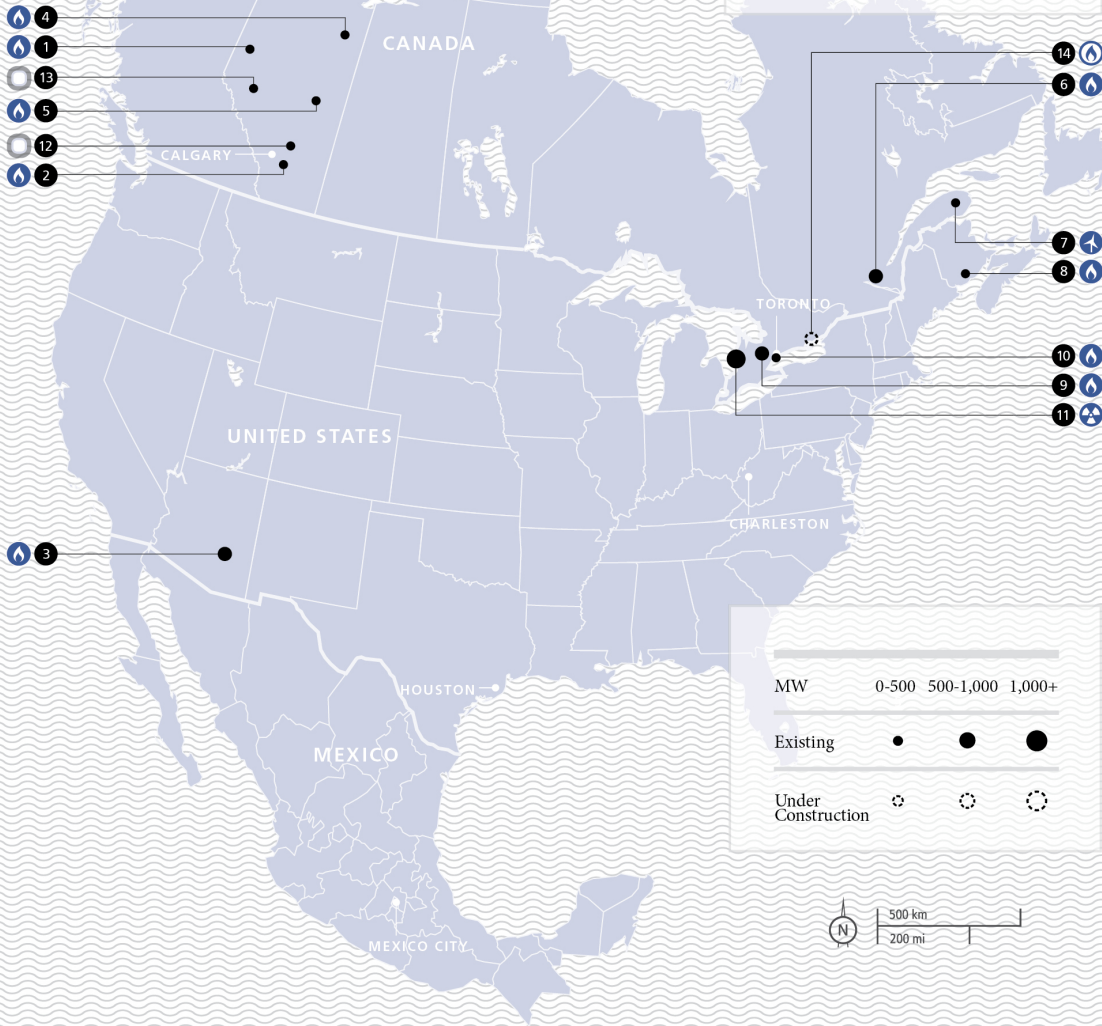 4
CANADA
1
14
13
6
5
12
CALGARY
2
7
8
TORONTO
10
9
11
UNITED STATES
CHARLESTON
3
MW 0-500 500-1,000 1,000+
HOUSTON
Existing
MEXICO
Under
Construction
500 km
N
200 mi
MEXICO CITY